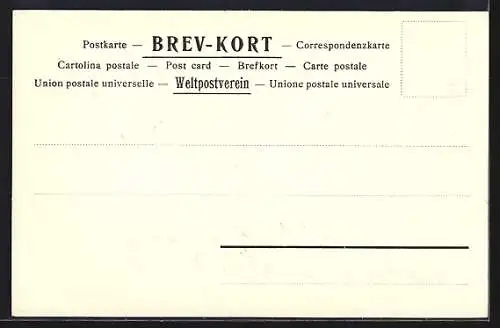 Postkarte — BREV-KORT — Correspondenzkarte
Cartolina postale — Post card — Brefkort — Carte postale
Union postale universelle — Weltpostverein — Unione postale universale